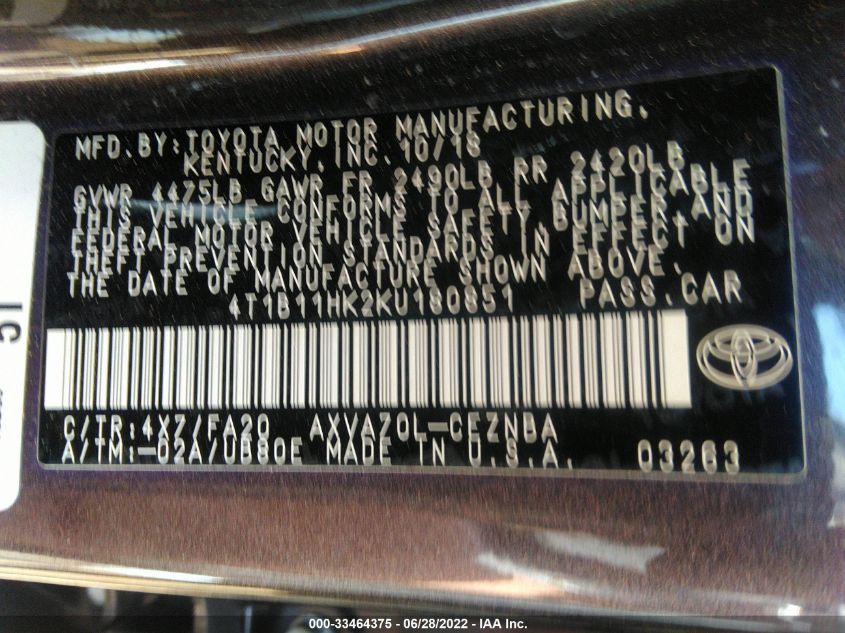 MFD. BY: TOYOTA MOTOR MANUFACTURING,
KENTUCKY, INC. 10/18
GVWR 4475LB GAWR FR 2490LB RR 2420LB
THIS VEHICLE CONFORMS TO ALL APPLICABLE
FEDERAL MOTOR VEHICLE SAFETY, BUMPER, AND
THEFT PREVENTION STANDARDS IN EFFECT ON
THE DATE OF MANUFACTURE SHOWN ABOVE.
4T1B11HK2KU180851 PASS. CAR
C/TR: 4X7/FA20 AXVA70L-CEZNBA
A/TM: -02A/UB80E MADE IN U.S.A. 03263
000-33464375 - 06/28/2022 - IAA Inc.